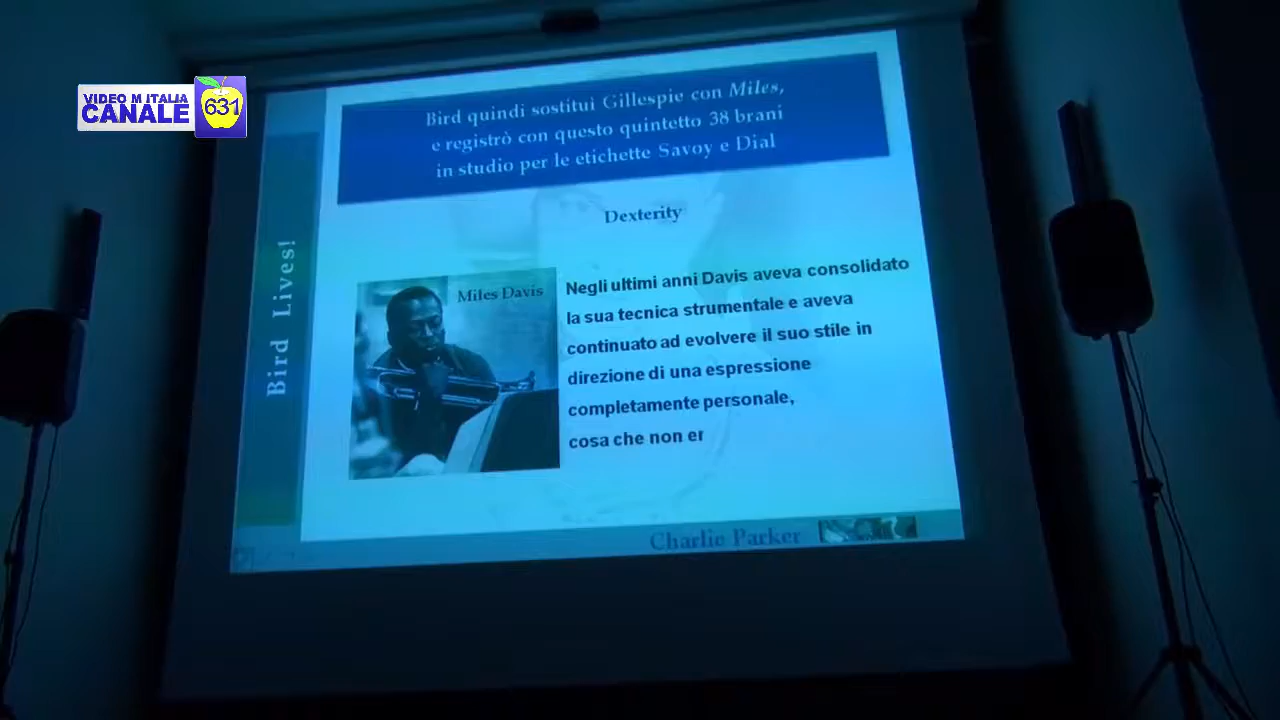 VIDEO M ITALIA
CANALE
631
Bird quindi sostituì Gillespie con Miles,
e registrò con questo quintetto 38 brani
in studio per le etichette Savoy e Dial
Dexterity
Bird Lives!
Miles Davis
Negli ultimi anni Davis aveva consolidato
la sua tecnica strumentale e aveva
continuato ad evolvere il suo stile in
direzione di una espressione
completamente personale,
cosa che non er
Charlie Parker